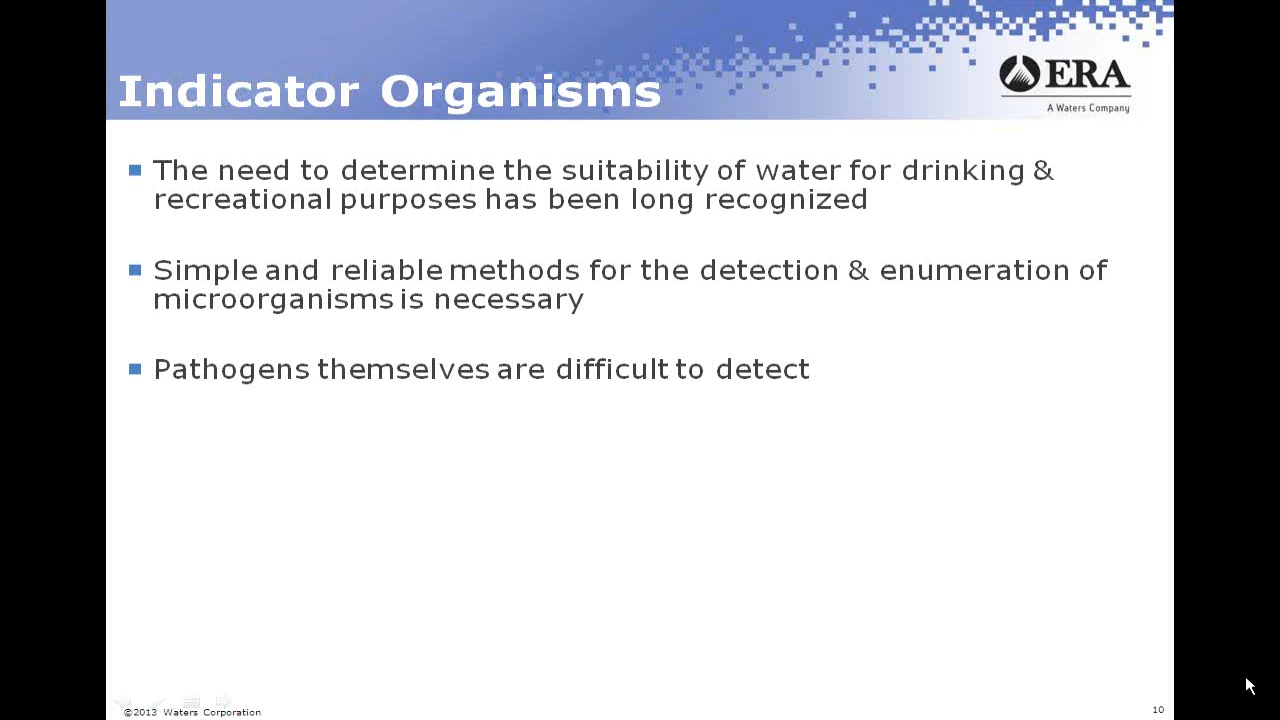 Indicator Organisms
ERA
A Waters Company
The need to determine the suitability of water for drinking &
recreational purposes has been long recognized
Simple and reliable methods for the detection & enumeration of
microorganisms is necessary
Pathogens themselves are difficult to detect
©2013 Waters Corporation
10